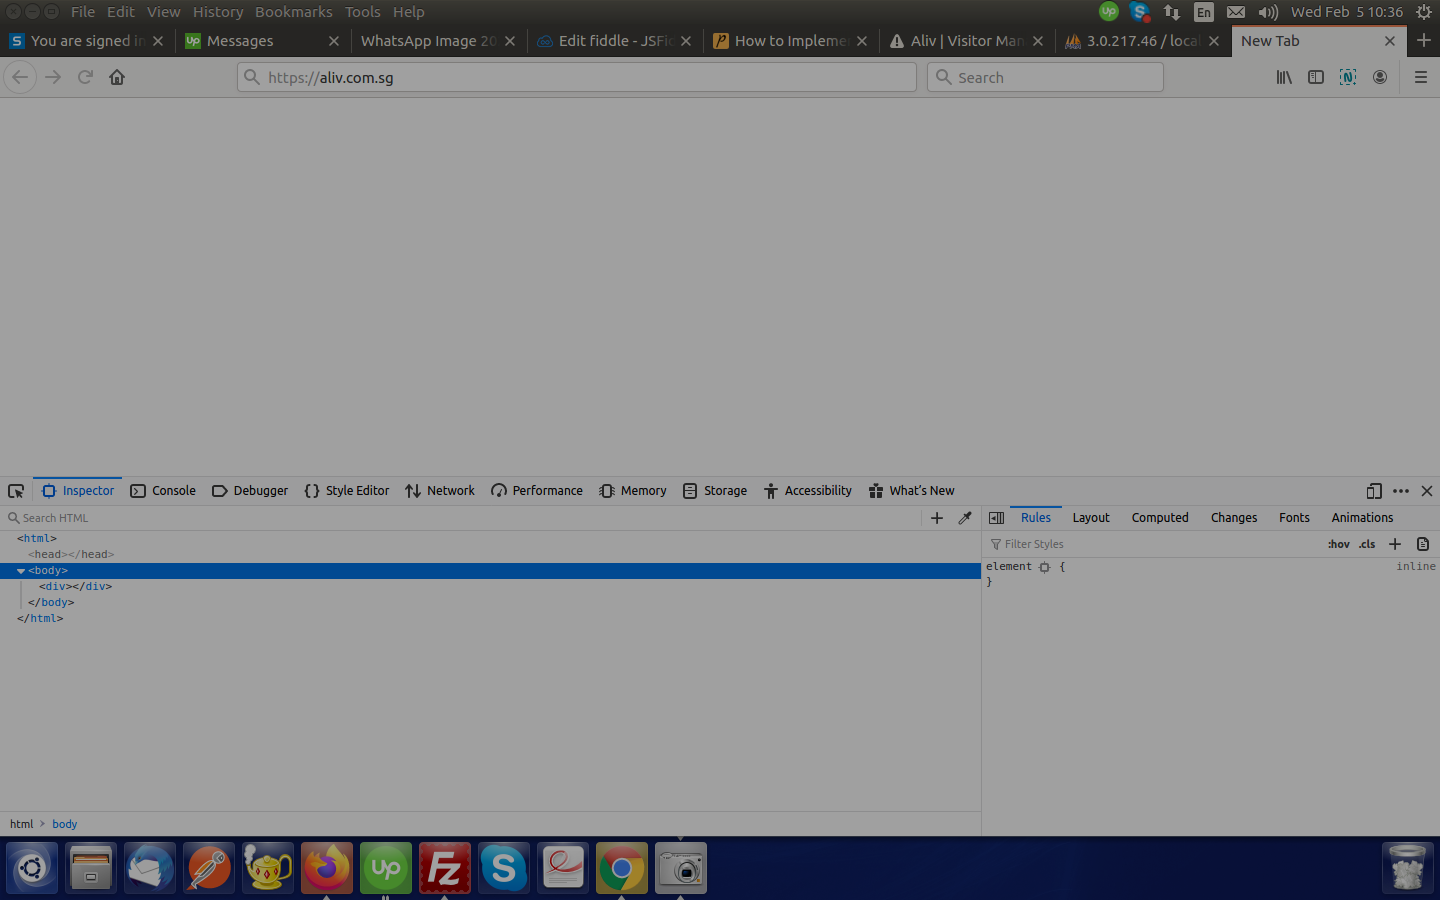 File Edit View History Bookmarks Tools Help
En
Wed Feb 5 10:36
You are signed in
Messages
WhatsApp Image 20
Edit fiddle - JSFid
How to Impleme
Aliv | Visitor Man
3.0.217.46 / local
New Tab
https://aliv.com.sg
Search
Inspector
Console
Debugger
Style Editor
Network
Performance
Memory
Storage
Accessibility
What's New
Search HTML
Rules
Layout
Computed
Changes
Fonts
Animations
Filter Styles
:hov .cls
<html>
<head></head>
<body>
<div></div>
</body>
</html>
element {
inline
}
html > body